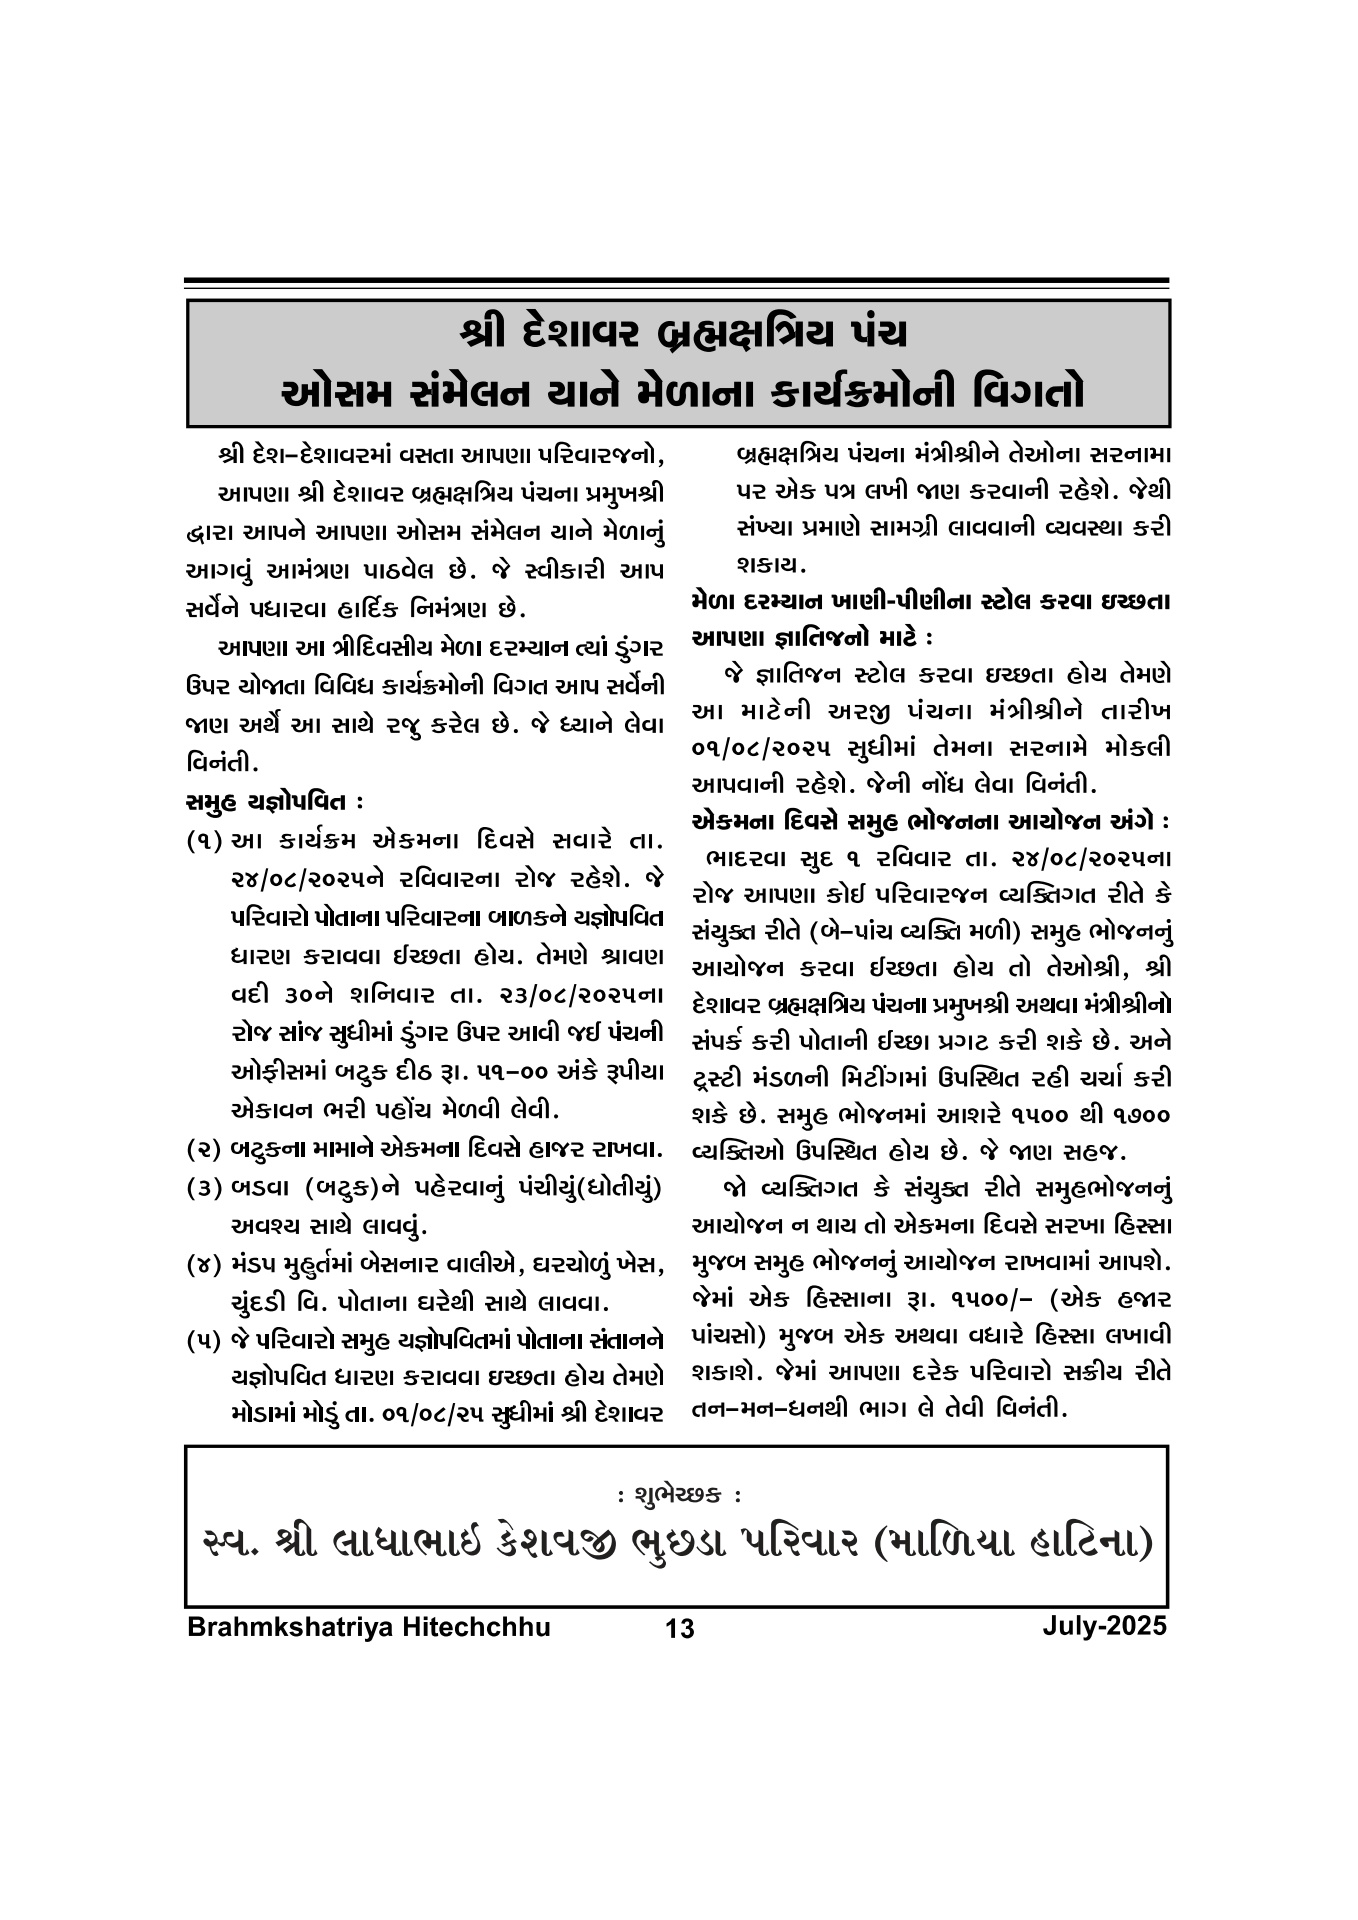 શ્રી દેશાવર બ્રહ્મક્ષત્રિય પંચ
ઓસમ સંમેલન યાને મેળાના કાર્યક્રમોની વિગતો
શ્રી દેશ-દેશાવરમાં વસતા આપણા પરિવારજનો,
આપણા શ્રી દેશાવર બ્રહ્મક્ષત્રિય પંચના પ્રમુખશ્રી
દ્વારા આપને આપણા ઓસમ સંમેલન યાને મેળાનું
આગવું આમંત્રણ પાઠવેલ છે. જે સ્વીકારી આપ
સર્વેને પધારવા હાર્દિક નિમંત્રણ છે.
આપણા આ ત્રીદિવસીય મેળા દરમ્યાન ત્યાં ડુંગર
ઉપર યોજાતા વિવિધ કાર્યક્રમોની વિગત આપ સર્વેની
જાણ અર્થે આ સાથે રજુ કરેલ છે. જે ધ્યાને લેવા
વિનંતી.
સમુહ યજ્ઞોપવિત :
(૧) આ કાર્યક્રમ એકમના દિવસે સવારે તા.
૨૪/૦૮/૨૦૨૫ને રવિવારના રોજ રહેશે. જે
પરિવારો પોતાના પરિવારના બાળકને યજ્ઞોપવિત
ધારણ કરાવવા ઈચ્છતા હોય. તેમણે શ્રાવણ
વદી ૩૦ને શનિવાર તા. ૨૩/૦૮/૨૦૨૫ના
રોજ સાંજ સુધીમાં ડુંગર ઉપર આવી જઈ પંચની
ઓફીસમાં બટુક દીઠ રૂા. ૫૧-૦૦ અંકે રૂપીયા
એકાવન ભરી પહોંચ મેળવી લેવી.
(૨) બટુકના મામાને એકમના દિવસે હાજર રાખવા.
(૩) બડવા (બટુક)ને પહેરવાનું પંચીયું(ધોતીયું)
અવશ્ય સાથે લાવવું.
(૪) મંડપ મુહુર્તમાં બેસનાર વાલીએ, ઘરચોળું ખેસ,
ચુંદડી વિ. પોતાના ઘરેથી સાથે લાવવા.
(૫) જે પરિવારો સમુહ યજ્ઞોપવિતમાં પોતાના સંતાનને
યજ્ઞોપવિત ધારણ કરાવવા ઇચ્છતા હોય તેમણે
મોડામાં મોડું તા. ૦૧/૦૮/૨૫ સુધીમાં શ્રી દેશાવર
બ્રહ્મક્ષત્રિય પંચના મંત્રીશ્રીને તેઓના સરનામા
પર એક પત્ર લખી જાણ કરવાની રહેશે. જેથી
સંખ્યા પ્રમાણે સામગ્રી લાવવાની વ્યવસ્થા કરી
શકાય.
મેળા દરમ્યાન ખાણી-પીણીના સ્ટોલ કરવા ઇચ્છતા
આપણા જ્ઞાતિજનો માટે :
જે જ્ઞાતિજન સ્ટોલ કરવા ઇચ્છતા હોય તેમણે
આ માટેની અરજી પંચના મંત્રીશ્રીને તારીખ
૦૧/૦૮/૨૦૨૫ સુધીમાં તેમના સરનામે મોકલી
આપવાની રહેશે. જેની નોંધ લેવા વિનંતી.
એકમના દિવસે સમુહ ભોજનના આયોજન અંગે :
ભાદરવા સુદ ૧ રવિવાર તા. ૨૪/૦૮/૨૦૨૫ના
રોજ આપણા કોઈ પરિવારજન વ્યક્તિગત રીતે કે
સંયુક્ત રીતે (બે-પાંચ વ્યક્તિ મળી) સમુહ ભોજનનું
આયોજન કરવા ઈચ્છતા હોય તો તેઓશ્રી, શ્રી
દેશાવર બ્રહ્મક્ષત્રિય પંચના પ્રમુખશ્રી અથવા મંત્રીશ્રીનો
સંપર્ક કરી પોતાની ઈચ્છા પ્રગટ કરી શકે છે. અને
ટ્રસ્ટી મંડળની મિટીંગમાં ઉપસ્થિત રહી ચર્ચા કરી
શકે છે. સમુહ ભોજનમાં આશરે ૧૫૦૦ થી ૧૭૦૦
વ્યક્તિઓ ઉપસ્થિત હોય છે. જે જાણ સહજ.
જો વ્યક્તિગત કે સંયુક્ત રીતે સમુહભોજનનું
આયોજન ન થાય તો એકમના દિવસે સરખા હિસ્સા
મુજબ સમુહ ભોજનનું આયોજન રાખવામાં આપશે.
જેમાં એક હિસ્સાના રૂા. ૧૫૦૦/- (એક હજાર
પાંચસો) મુજબ એક અથવા વધારે હિસ્સા લખાવી
શકાશે. જેમાં આપણા દરેક પરિવારો સક્રીય રીતે
તન-મન-ધનથી ભાગ લે તેવી વિનંતી.
: શુભેચ્છક :
સ્વ. શ્રી લાધાભાઈ કેશવજી ભુછડા પરિવાર (માળિયા હાટિના)
Brahmkshatriya Hitechchhu 13 July-2025